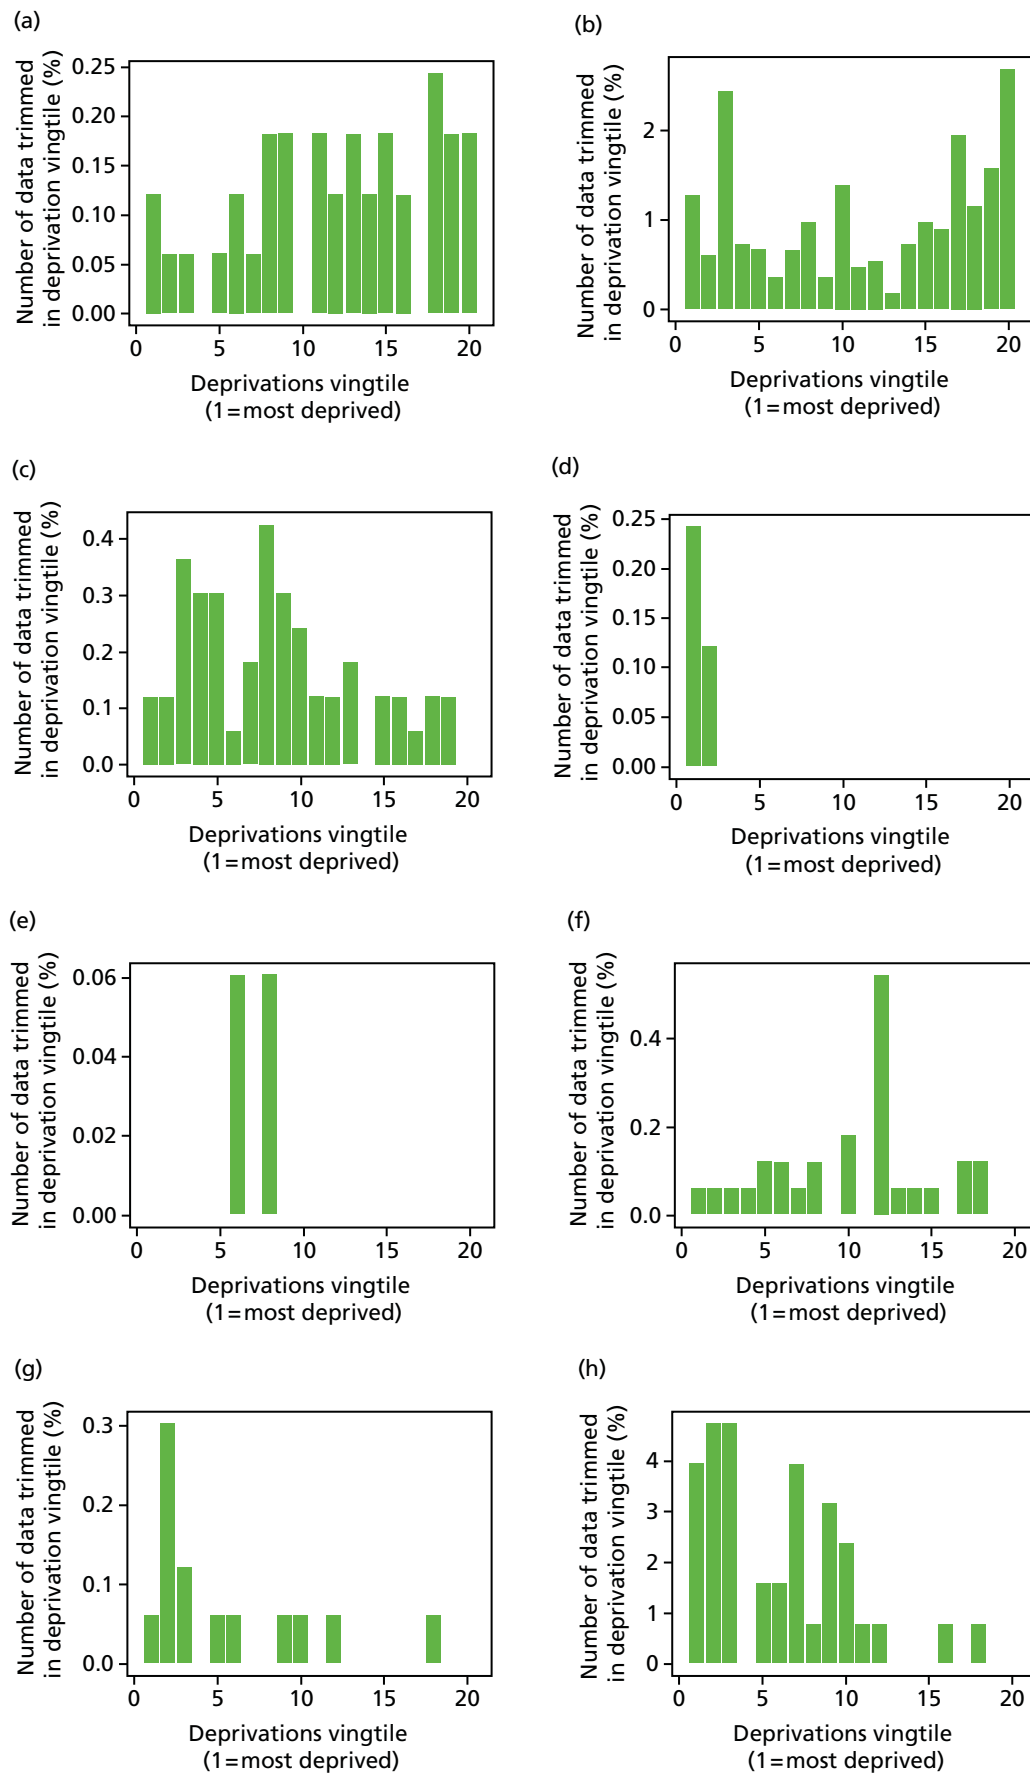 (a)
Number of data trimmed
in deprivation vingtile (%)
0.25
0.20
0.15
0.10
0.05
0.00
0 5 10 15 20
Deprivations vingtile
(1=most deprived)
(b)
Number of data trimmed
in deprivation vingtile (%)
2
1
0
0 5 10 15 20
Deprivations vingtile
(1=most deprived)
(c)
Number of data trimmed
in deprivation vingtile (%)
0.4
0.3
0.2
0.1
0.0
0 5 10 15 20
Deprivations vingtile
(1=most deprived)
(d)
Number of data trimmed
in deprivation vingtile (%)
0.25
0.20
0.15
0.10
0.05
0.00
0 5 10 15 20
Deprivations vingtile
(1=most deprived)
(e)
Number of data trimmed
in deprivation vingtile (%)
0.06
0.04
0.02
0.00
0 5 10 15 20
Deprivations vingtile
(1=most deprived)
(f)
Number of data trimmed
in deprivation vingtile (%)
0.4
0.2
0.0
0 5 10 15 20
Deprivations vingtile
(1=most deprived)
(g)
Number of data trimmed
in deprivation vingtile (%)
0.3
0.2
0.1
0.0
0 5 10 15 20
Deprivations vingtile
(1=most deprived)
(h)
Number of data trimmed
in deprivation vingtile (%)
4
3
2
1
0
0 5 10 15 20
Deprivations vingtile
(1=most deprived)